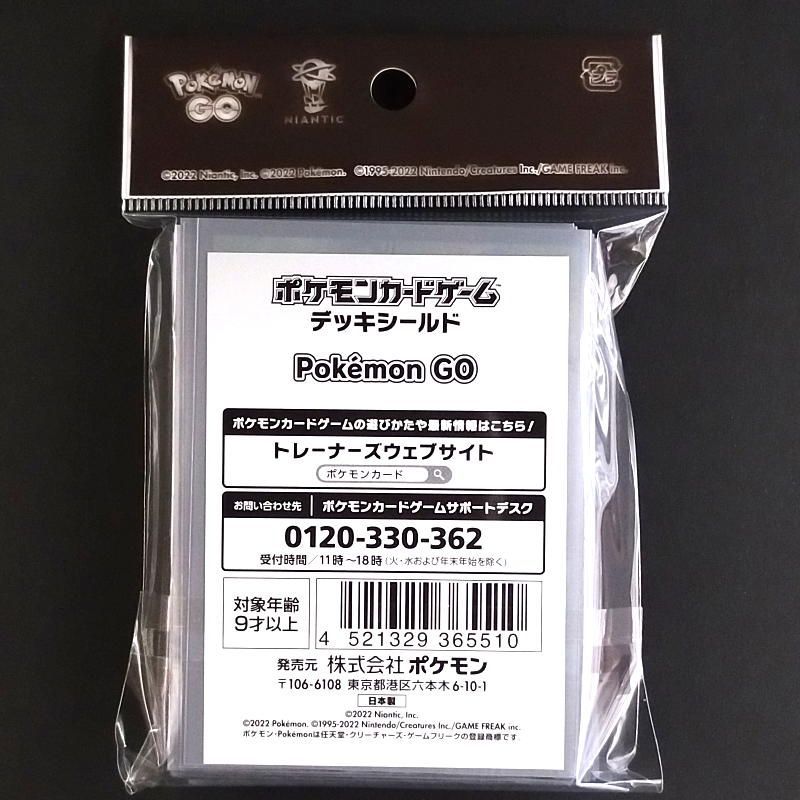 POKéMON GO
NIANTIC
プラ
©2022 Niantic, Inc. ©2022 Pokémon. ©1995-2022 Nintendo/Creatures Inc./GAME FREAK inc.
ポケモンカードゲーム™
デッキシールド
Pokémon GO
ポケモンカードゲームの遊びかたや最新情報はこちら!
トレーナーズウェブサイト
ポケモンカード
お問い合わせ先 ポケモンカードゲームサポートデスク
0120-330-362
受付時間/11時〜18時(火・水および年末年始を除く)
対象年齢
9才以上
4 521329 365510
発売元 株式会社 ポケモン
〒106-6108 東京都港区六本木6-10-1
日本製
©2022 Niantic, Inc.
©2022 Pokémon. ©1995-2022 Nintendo/Creatures Inc./GAME FREAK inc.
ポケモン・Pokémonは任天堂・クリーチャーズ・ゲームフリークの登録商標です